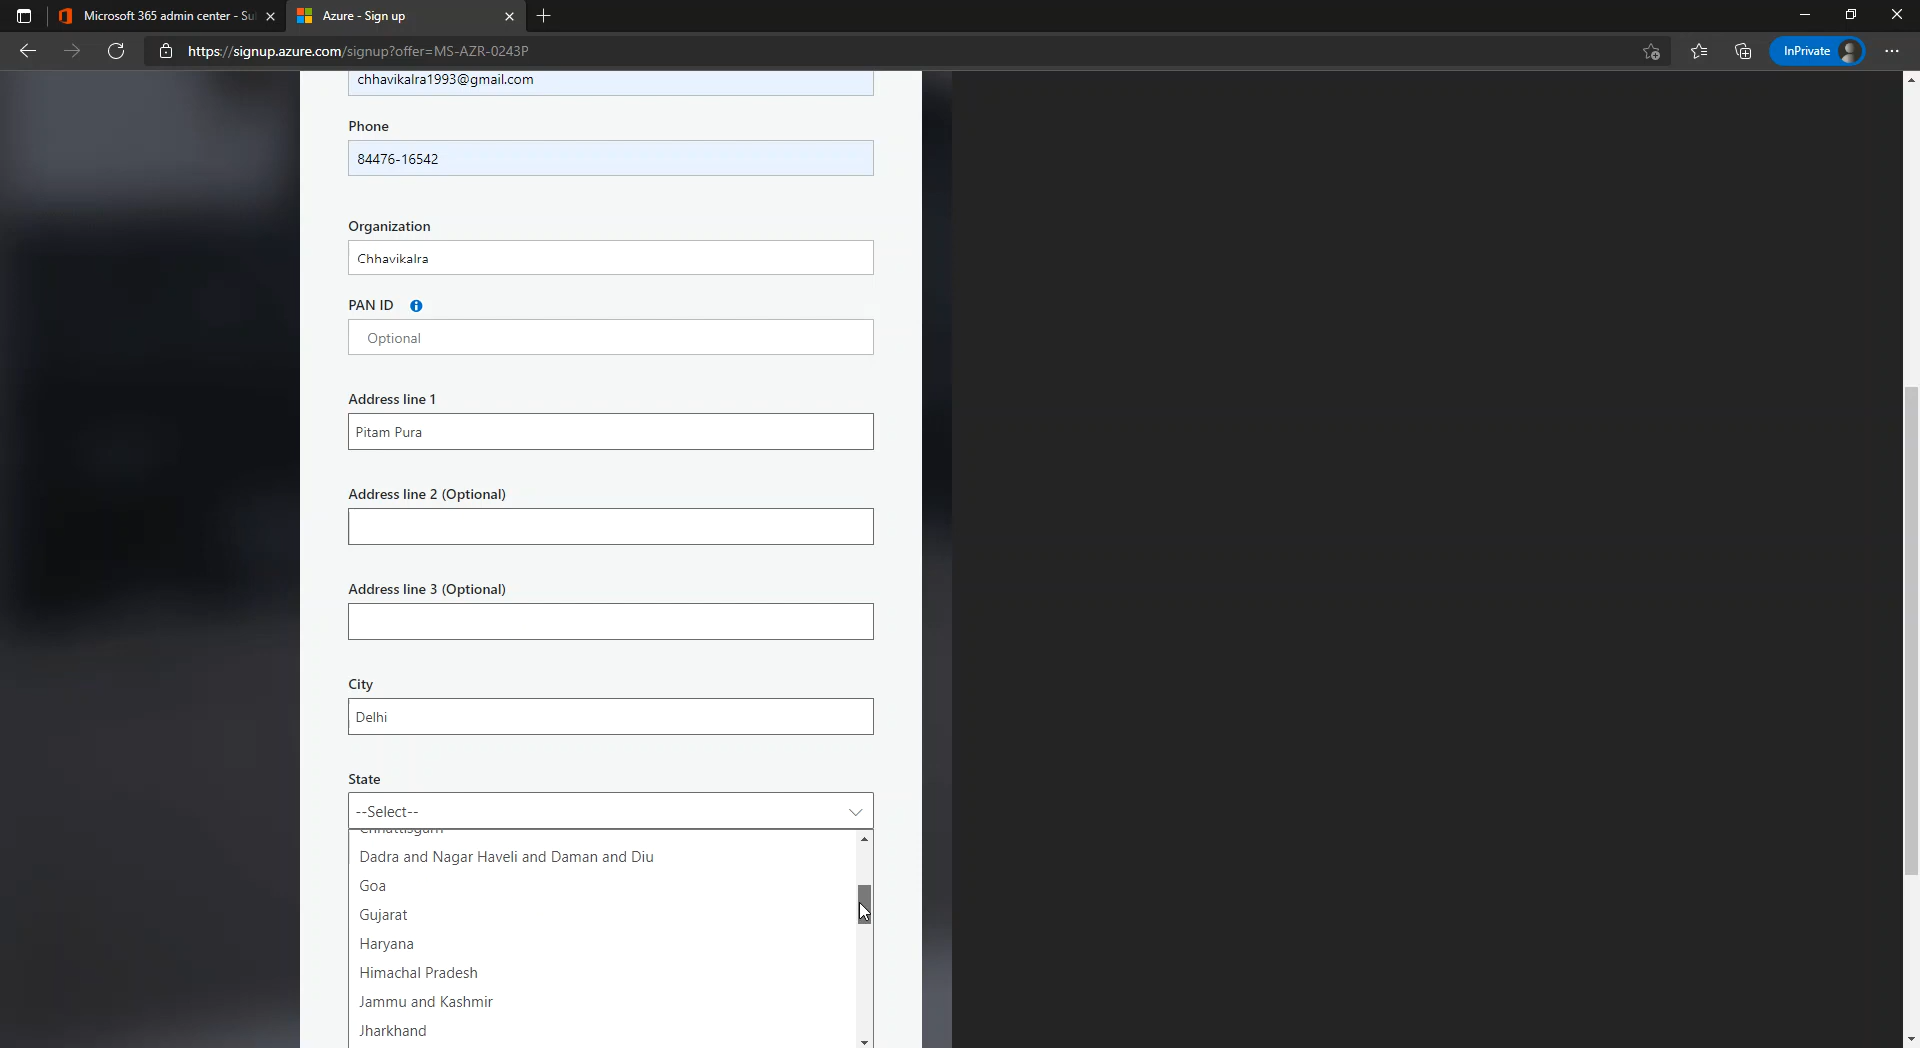 Microsoft 365 admin center - Su
Azure - Sign up
https://signup.azure.com/signup?offer=MS-AZR-0243P
InPrivate
chhavikalra1993@gmail.com
Phone
84476-16542
Organization
Chhavikalra
PAN ID
Optional
Address line 1
Pitam Pura
Address line 2 (Optional)
Address line 3 (Optional)
City
Delhi
State
--Select--
Chhattisgarh
Dadra and Nagar Haveli and Daman and Diu
Goa
Gujarat
Haryana
Himachal Pradesh
Jammu and Kashmir
Jharkhand